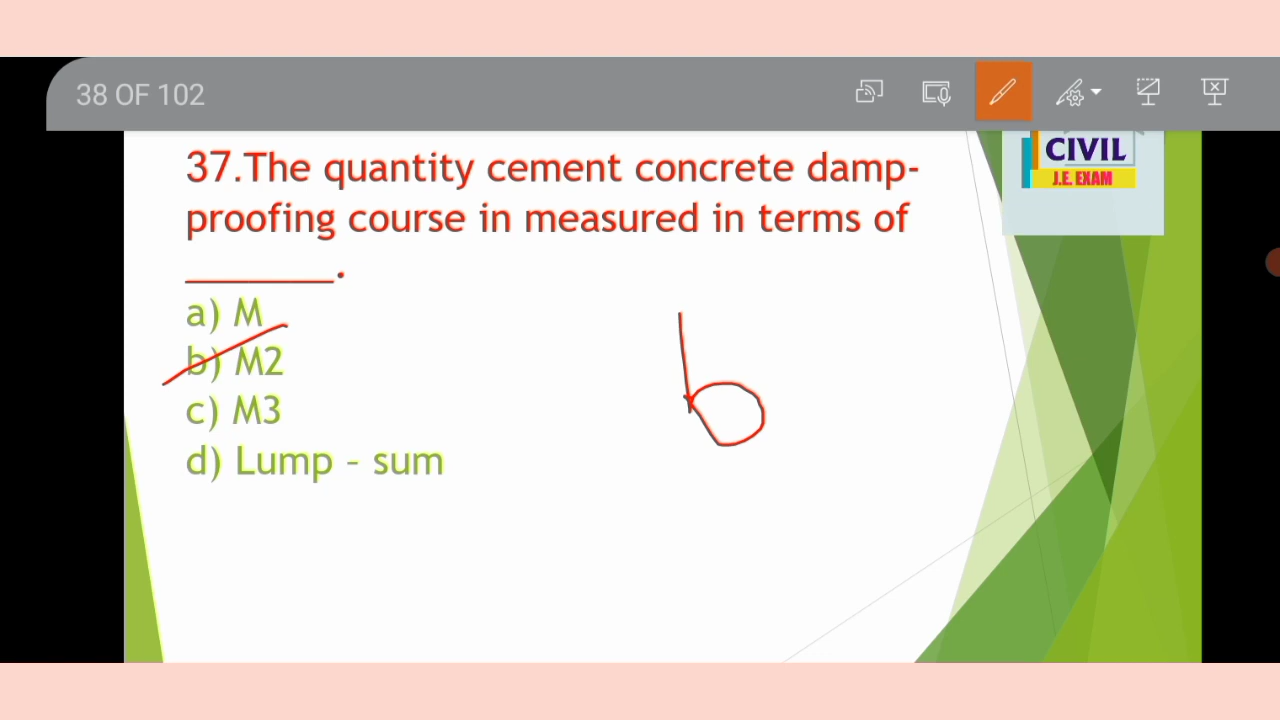 38 OF 102
CIVIL
J.E. EXAM
37.The quantity cement concrete damp-
proofing course in measured in terms of
_______.
a) M
b) M2
c) M3
d) Lump - sum
b